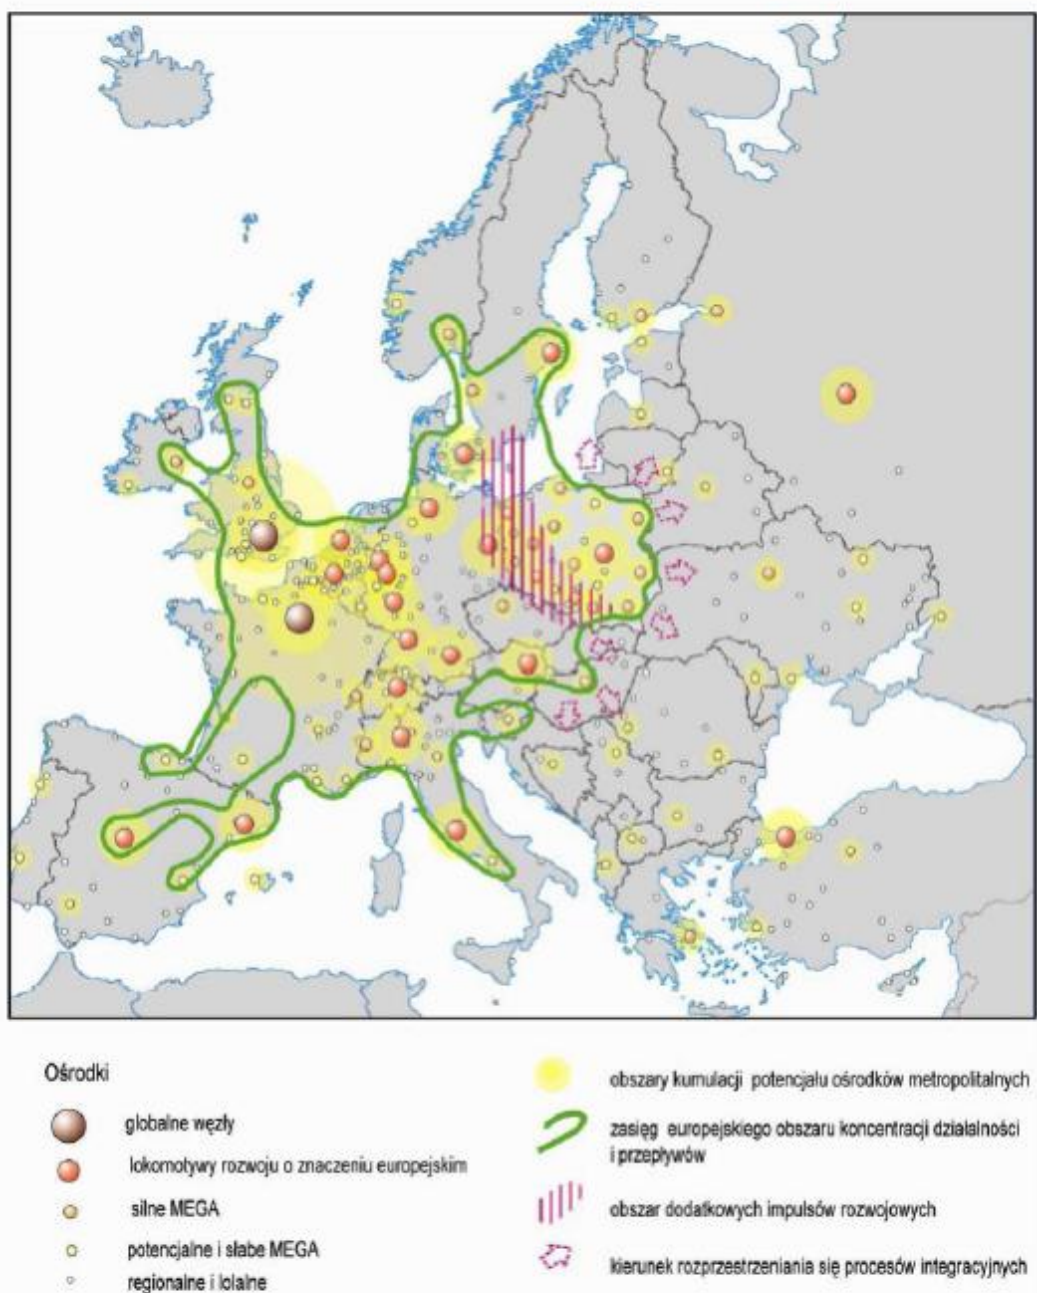 Ośrodki
globalne węzły
lokomotywy rozwoju o znaczeniu europejskim
silne MEGA
potencjalne i słabe MEGA
regionalne i lolalne
obszary kumulacji potencjału ośrodków metropolitalnych
zasięg europejskiego obszaru koncentracji działalności
i przepływów
obszar dodatkowych impulsów rozwojowych
kierunek rozprzestrzeniania się procesów integracyjnych